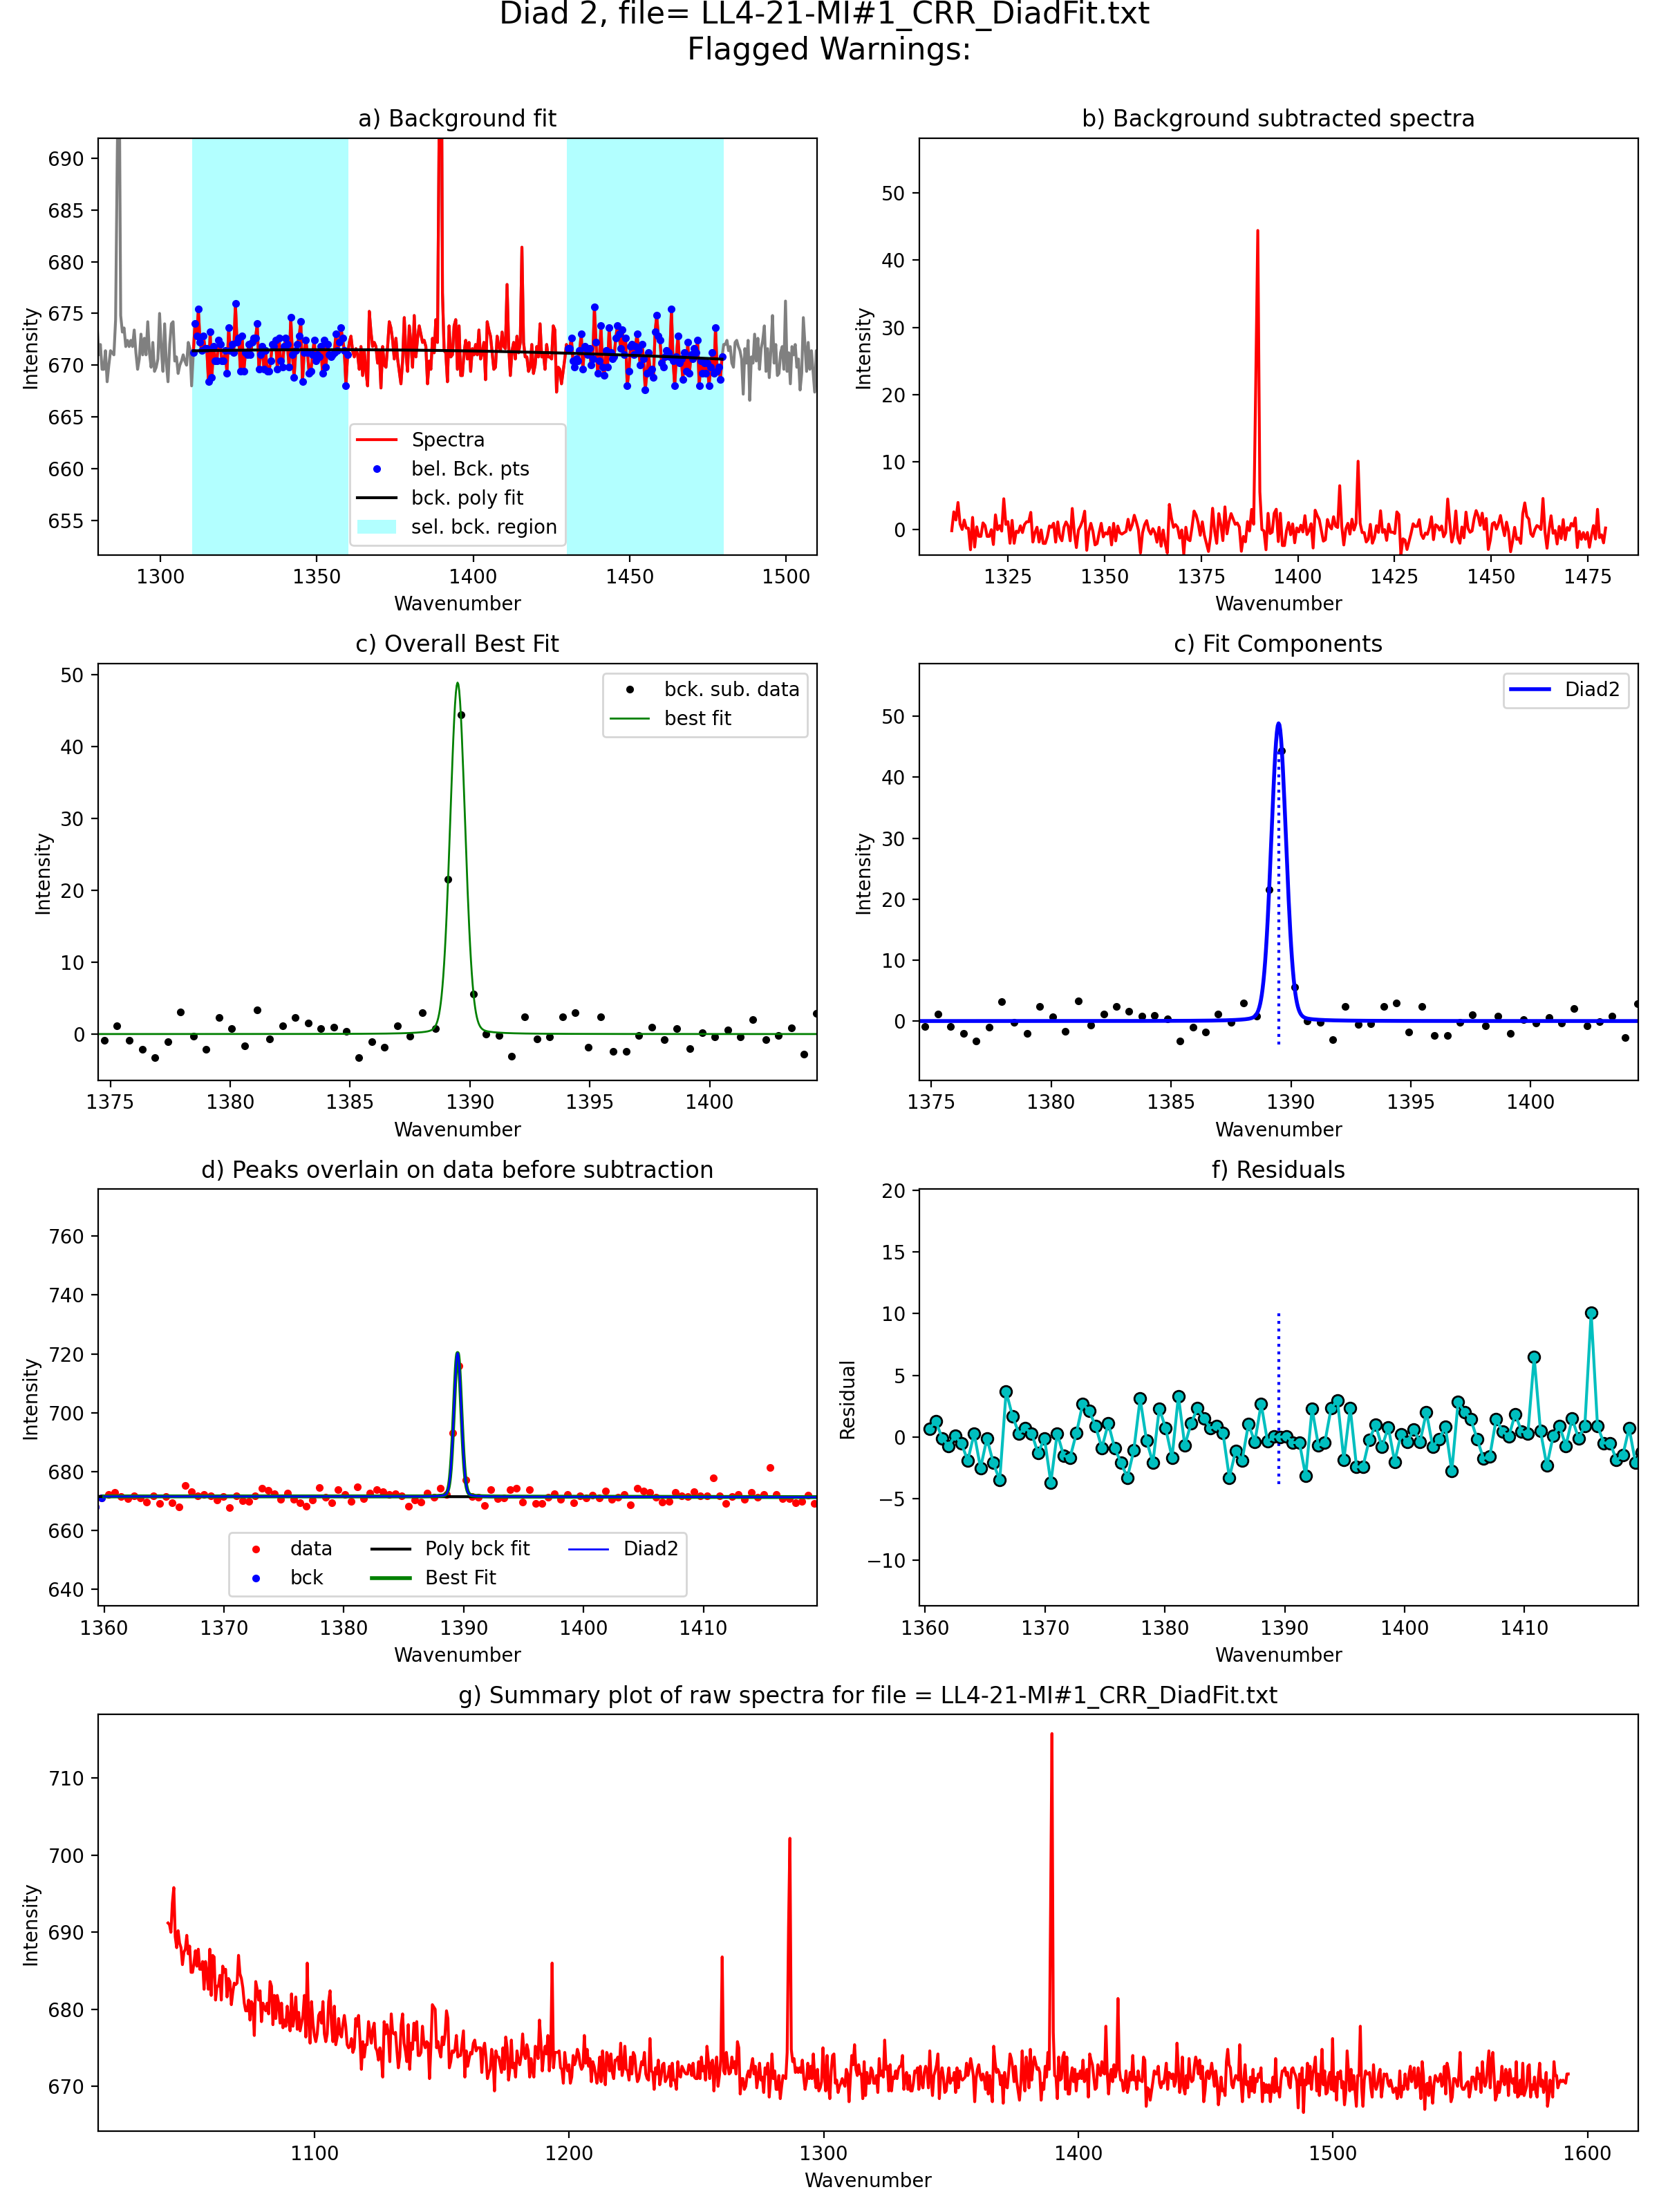 Diad 2, file= LL4-21-MI#1_CRR_DiadFit.txt
Flagged Warnings:
a) Background fit
690
685
680
675
670
665
660
655
Intensity
Spectra
bel. Bck. pts
bck. poly fit
sel. bck. region
1300 1350 1400 1450 1500
Wavenumber
b) Background subtracted spectra
50
40
30
20
10
0
Intensity
1325 1350 1375 1400 1425 1450 1475
Wavenumber
c) Overall Best Fit
50
40
30
20
10
0
Intensity
bck. sub. data
best fit
1375 1380 1385 1390 1395 1400
Wavenumber
c) Fit Components
50
40
30
20
10
0
Intensity
Diad2
1375 1380 1385 1390 1395 1400
Wavenumber
d) Peaks overlain on data before subtraction
760
740
720
700
680
660
640
Intensity
data Poly bck fit Diad2
bck Best Fit
1360 1370 1380 1390 1400 1410
Wavenumber
f) Residuals
20
15
10
5
0
−5
−10
Residual
1360 1370 1380 1390 1400 1410
Wavenumber
g) Summary plot of raw spectra for file = LL4-21-MI#1_CRR_DiadFit.txt
710
700
690
680
670
Intensity
1100 1200 1300 1400 1500 1600
Wavenumber